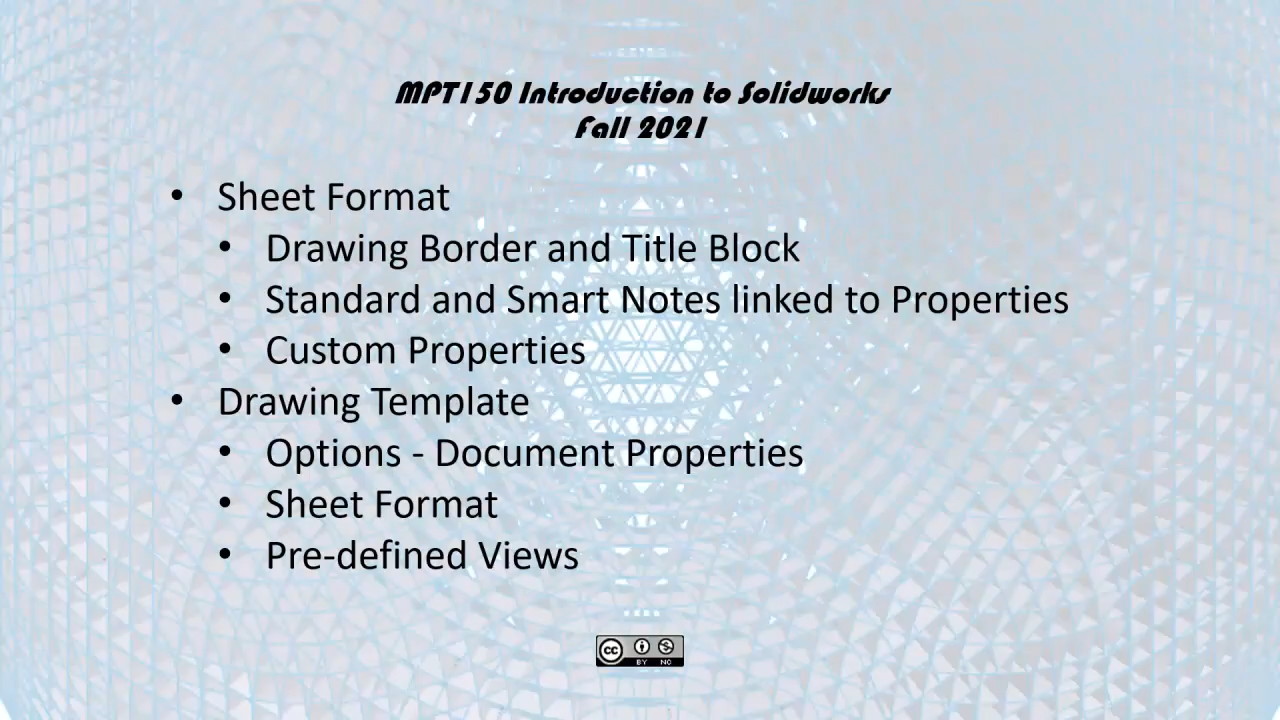 MPT150 Introduction to Solidworks
Fall 2021
• Sheet Format
• Drawing Border and Title Block
• Standard and Smart Notes linked to Properties
• Custom Properties
• Drawing Template
• Options - Document Properties
• Sheet Format
• Pre-defined Views
cc BY NC